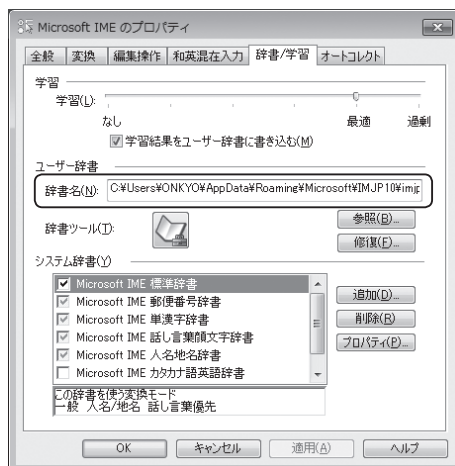 Microsoft IME のプロパティ
全般 変換 編集操作 和英混在入力 辞書/学習 オートコレクト
学習
学習(L):
なし 最適 過剰
学習結果をユーザー辞書に書き込む(M)
ユーザー辞書
辞書名(N): C:¥Users¥ONKYO¥AppData¥Roaming¥Microsoft¥IMJP10¥imjp
参照(B)...
辞書ツール(T):
修復(F)...
システム辞書(Y)
Microsoft IME 標準辞書
Microsoft IME 郵便番号辞書
追加(D)...
Microsoft IME 単漢字辞書
削除(R)
Microsoft IME 話し言葉顔文字辞書
プロパティ(P)...
Microsoft IME 人名地名辞書
Microsoft IME カタカナ語英語辞書
この辞書を使う変換モード
一般 人名/地名 話し言葉優先
OK キャンセル 適用(A) ヘルプ